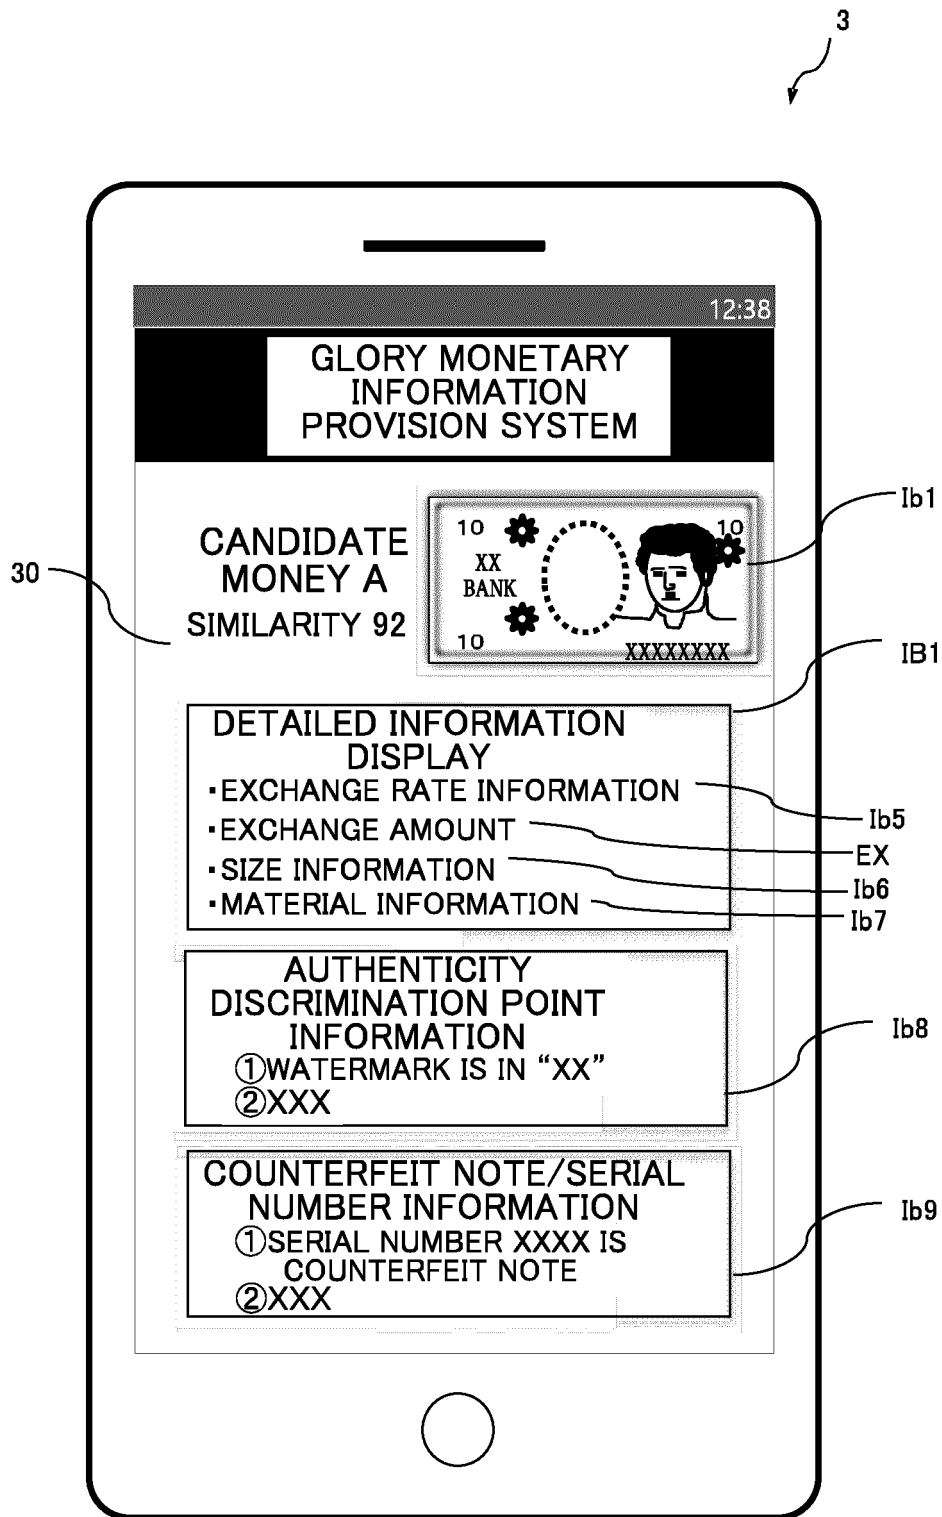 3
12:38
GLORY MONETARY
INFORMATION
PROVISION SYSTEM
Ib1
10
10
XX
BANK
10
XXXXXXXX
CANDIDATE
MONEY A
SIMILARITY 92
30
IB1
DETAILED INFORMATION
DISPLAY
・EXCHANGE RATE INFORMATION
Ib5
・EXCHANGE AMOUNT
EX
・SIZE INFORMATION
Ib6
・MATERIAL INFORMATION
Ib7
AUTHENTICITY
DISCRIMINATION POINT
INFORMATION
①WATERMARK IS IN “XX”
②XXX
Ib8
COUNTERFEIT NOTE/SERIAL
NUMBER INFORMATION
①SERIAL NUMBER XXXX IS
COUNTERFEIT NOTE
②XXX
Ib9